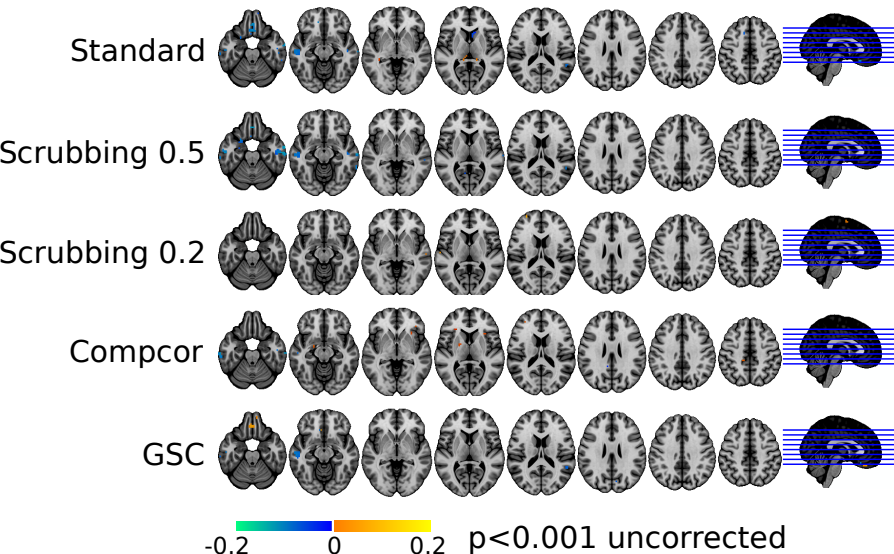 Standard
Scrubbing 0.5
Scrubbing 0.2
Compcor
GSC
-0.2 0 0.2 p<0.001 uncorrected